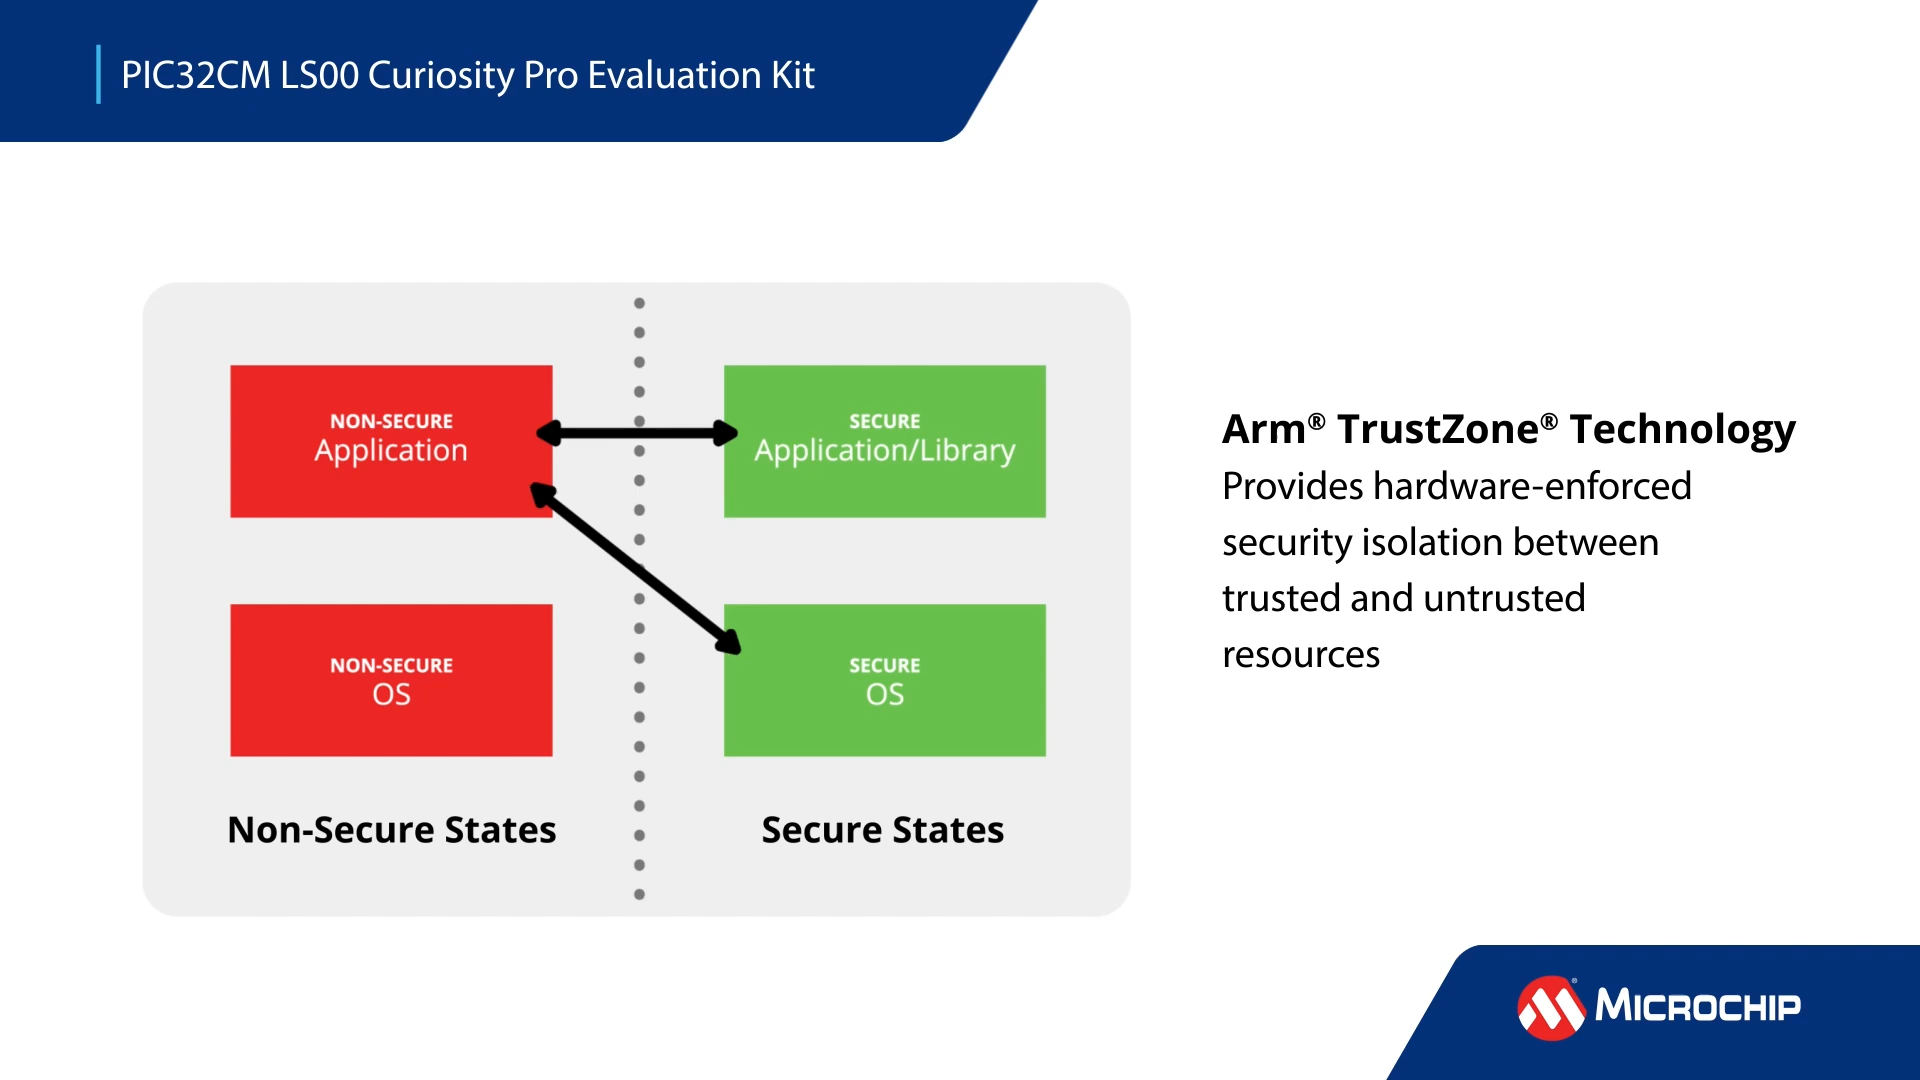 PIC32CM LS00 Curiosity Pro Evaluation Kit
NON-SECURE
Application
SECURE
Application/Library
NON-SECURE
OS
SECURE
OS
Non-Secure States
Secure States
Arm® TrustZone® Technology
Provides hardware-enforced
security isolation between
trusted and untrusted
resources
MICROCHIP